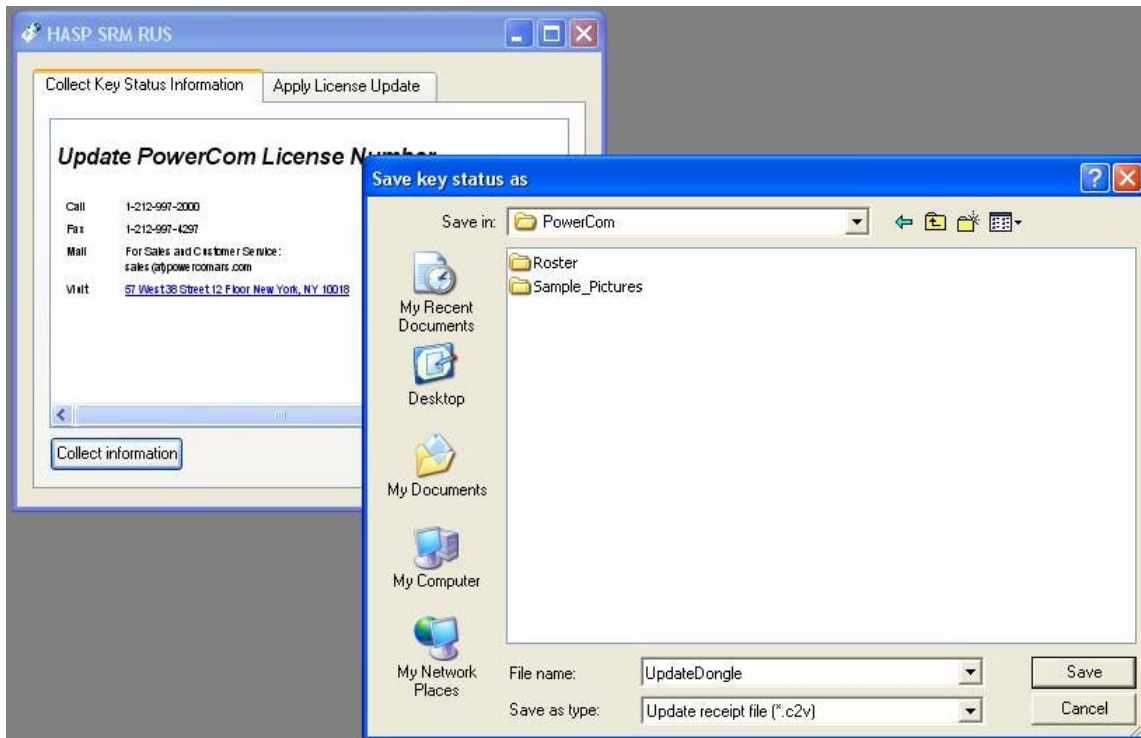 HASP SRM RUS
Collect Key Status Information
Apply License Update
Update PowerCom License Number
Call 1-212-997-2000
Fax 1-212-997-4297
Mail For Sales and Customer Service:
sales (at)powercomars.com
Visit 57 West 38 Street 12 Floor New York, NY 10018
Collect information
Save key status as
Save in: PowerCom
Roster
Sample_Pictures
My Recent
Documents
Desktop
My Documents
My Computer
My Network
Places
File name: UpdateDongle
Save
Save as type: Update receipt file (*.c2v)
Cancel